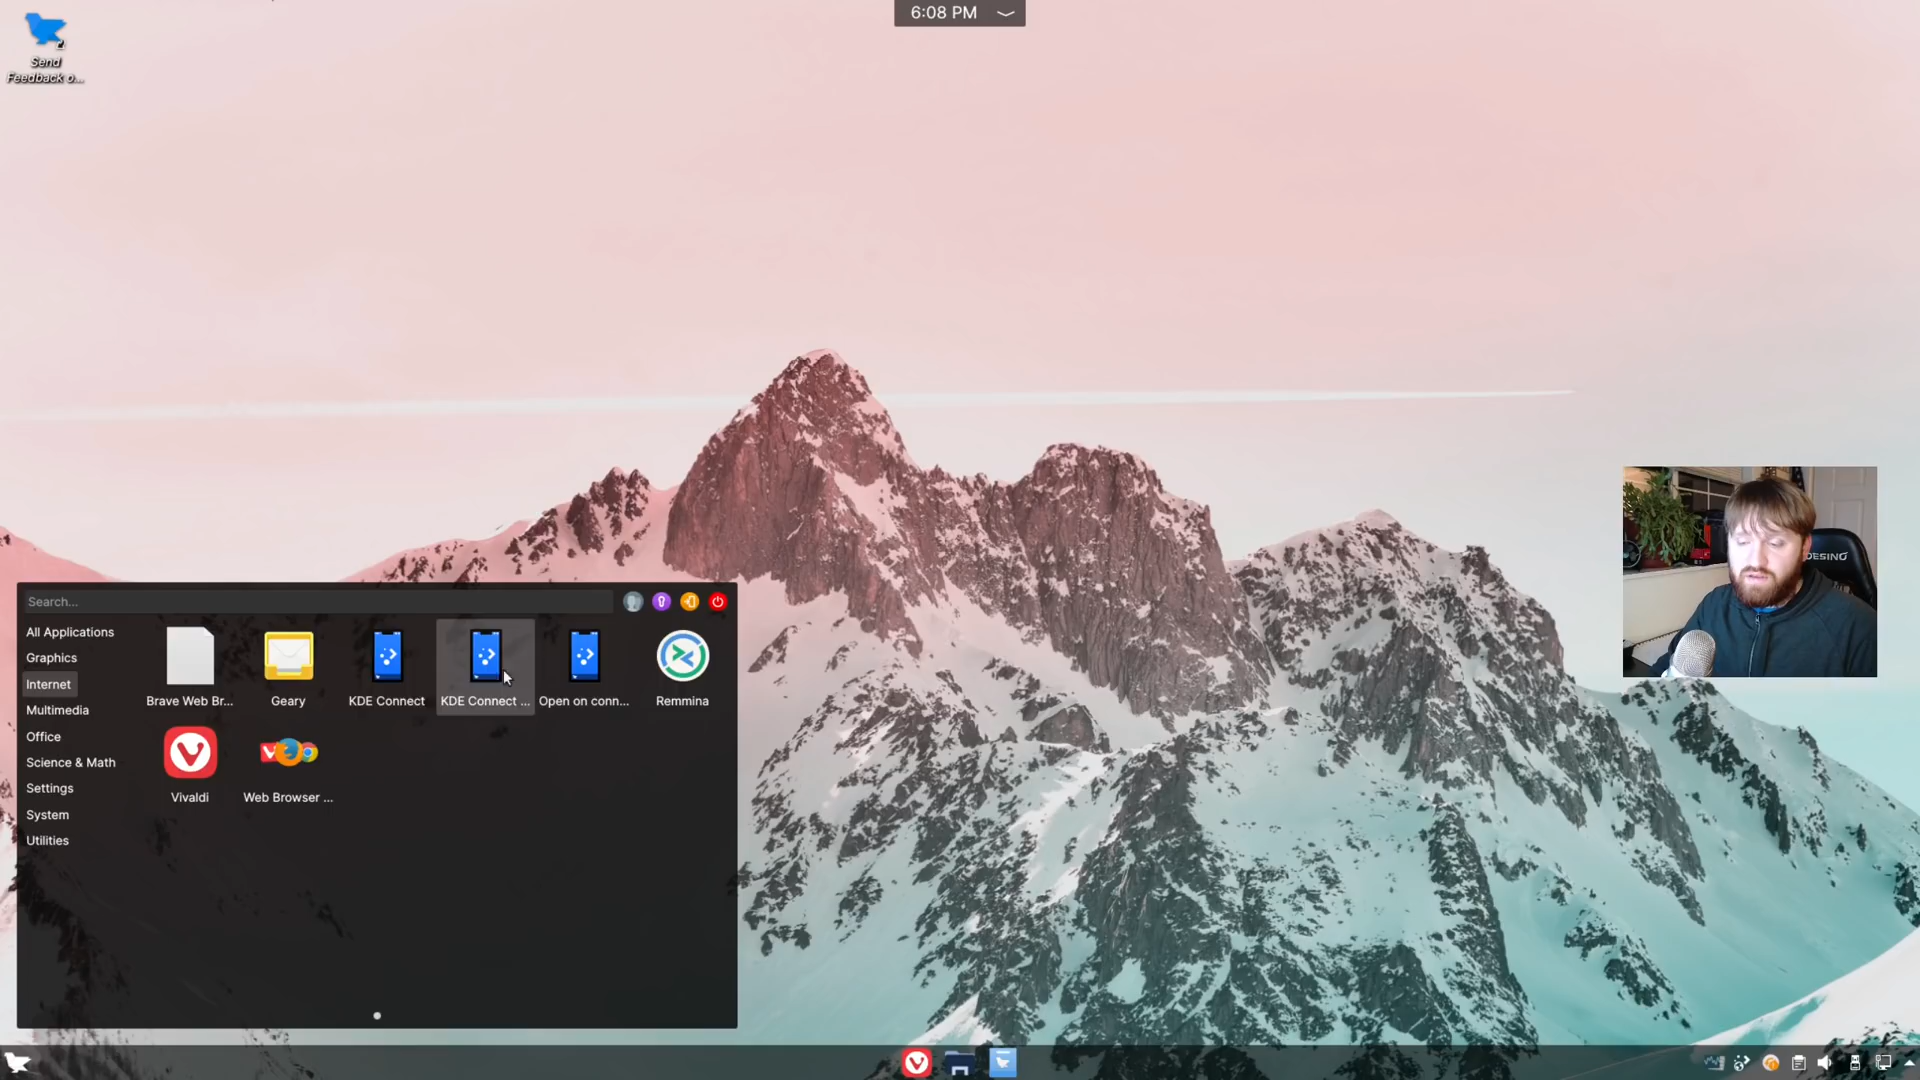 6:08 PM
Send
Feedback o...
Search...
All Applications
Graphics
Internet
Multimedia
Office
Science & Math
Settings
System
Utilities
Brave Web Br...
Geary
KDE Connect
KDE Connect ...
Open on conn...
Remmina
Vivaldi
Web Browser ...
DESINO